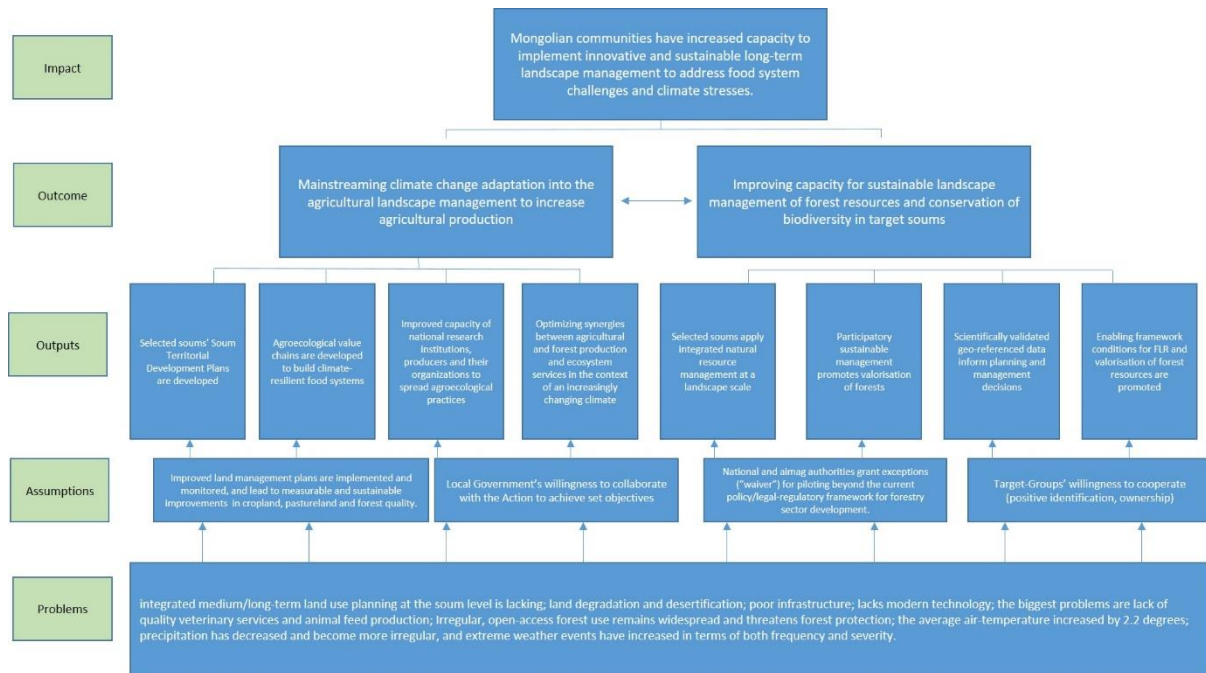 Impact
Mongolian communities have increased capacity to
implement innovative and sustainable long-term
landscape management to address food system
challenges and climate stresses.
Outcome
Mainstreaming climate change adaptation into the
agricultural landscape management to increase
agricultural production
Improving capacity for sustainable landscape
management of forest resources and conservation of
biodiversity in target soums
Outputs
Selected soums' Soum
Territorial
Development Plans
are developed
Agroecological value
chains are developed
to build climate-
resilient food systems
Improved capacity of
national research
institutions,
producers and their
organizations to
spread agroecological
practices
Optimizing synergies
between agricultural
and forest production
and ecosystem
services in the context
of an increasingly
changing climate
Selected soums apply
integrated natural
resource
management at a
landscape scale
Participatory
sustainable
management
promotes valorisation
of forests
Scientifically validated
geo-referenced data
inform planning and
management
decisions
Enabling framework
conditions for FLR and
valorisation of forest
resources are
promoted
Assumptions
Improved land management plans are implemented and
monitored, and lead to measurable and sustainable
improvements in cropland, pastureland and forest quality.
Local Government's willingness to collaborate
with the Action to achieve set objectives
National and aimag authorities grant exceptions
("waiver") for piloting beyond the current
policy/legal-regulatory framework for forestry
sector development.
Target-Groups' willingness to cooperate
(positive identification, ownership)
Problems
integrated medium/long-term land use planning at the soum level is lacking; land degradation and desertification; poor infrastructure; lacks modern technology; the biggest problems are lack of
quality veterinary services and animal feed production; Irregular, open-access forest use remains widespread and threatens forest protection; the average air-temperature increased by 2.2 degrees;
precipitation has decreased and become more irregular, and extreme weather events have increased in terms of both frequency and severity.